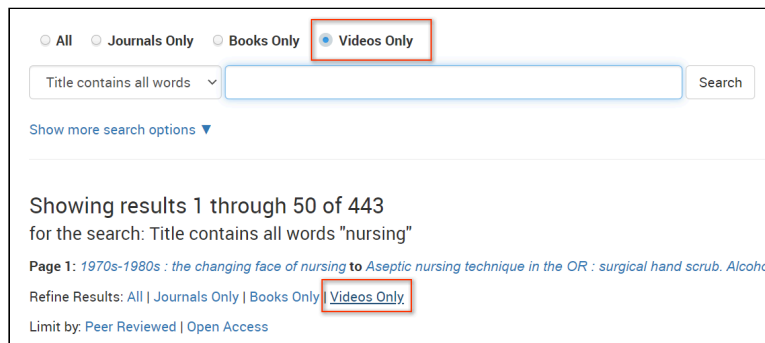 All Journals Only Books Only Videos Only
Title contains all words Search
Show more search options ▼
Showing results 1 through 50 of 443
for the search: Title contains all words "nursing"
Page 1: 1970s-1980s : the changing face of nursing to Aseptic nursing technique in the OR : surgical hand scrub. Alcoho
Refine Results: All | Journals Only | Books Only | Videos Only
Limit by: Peer Reviewed | Open Access